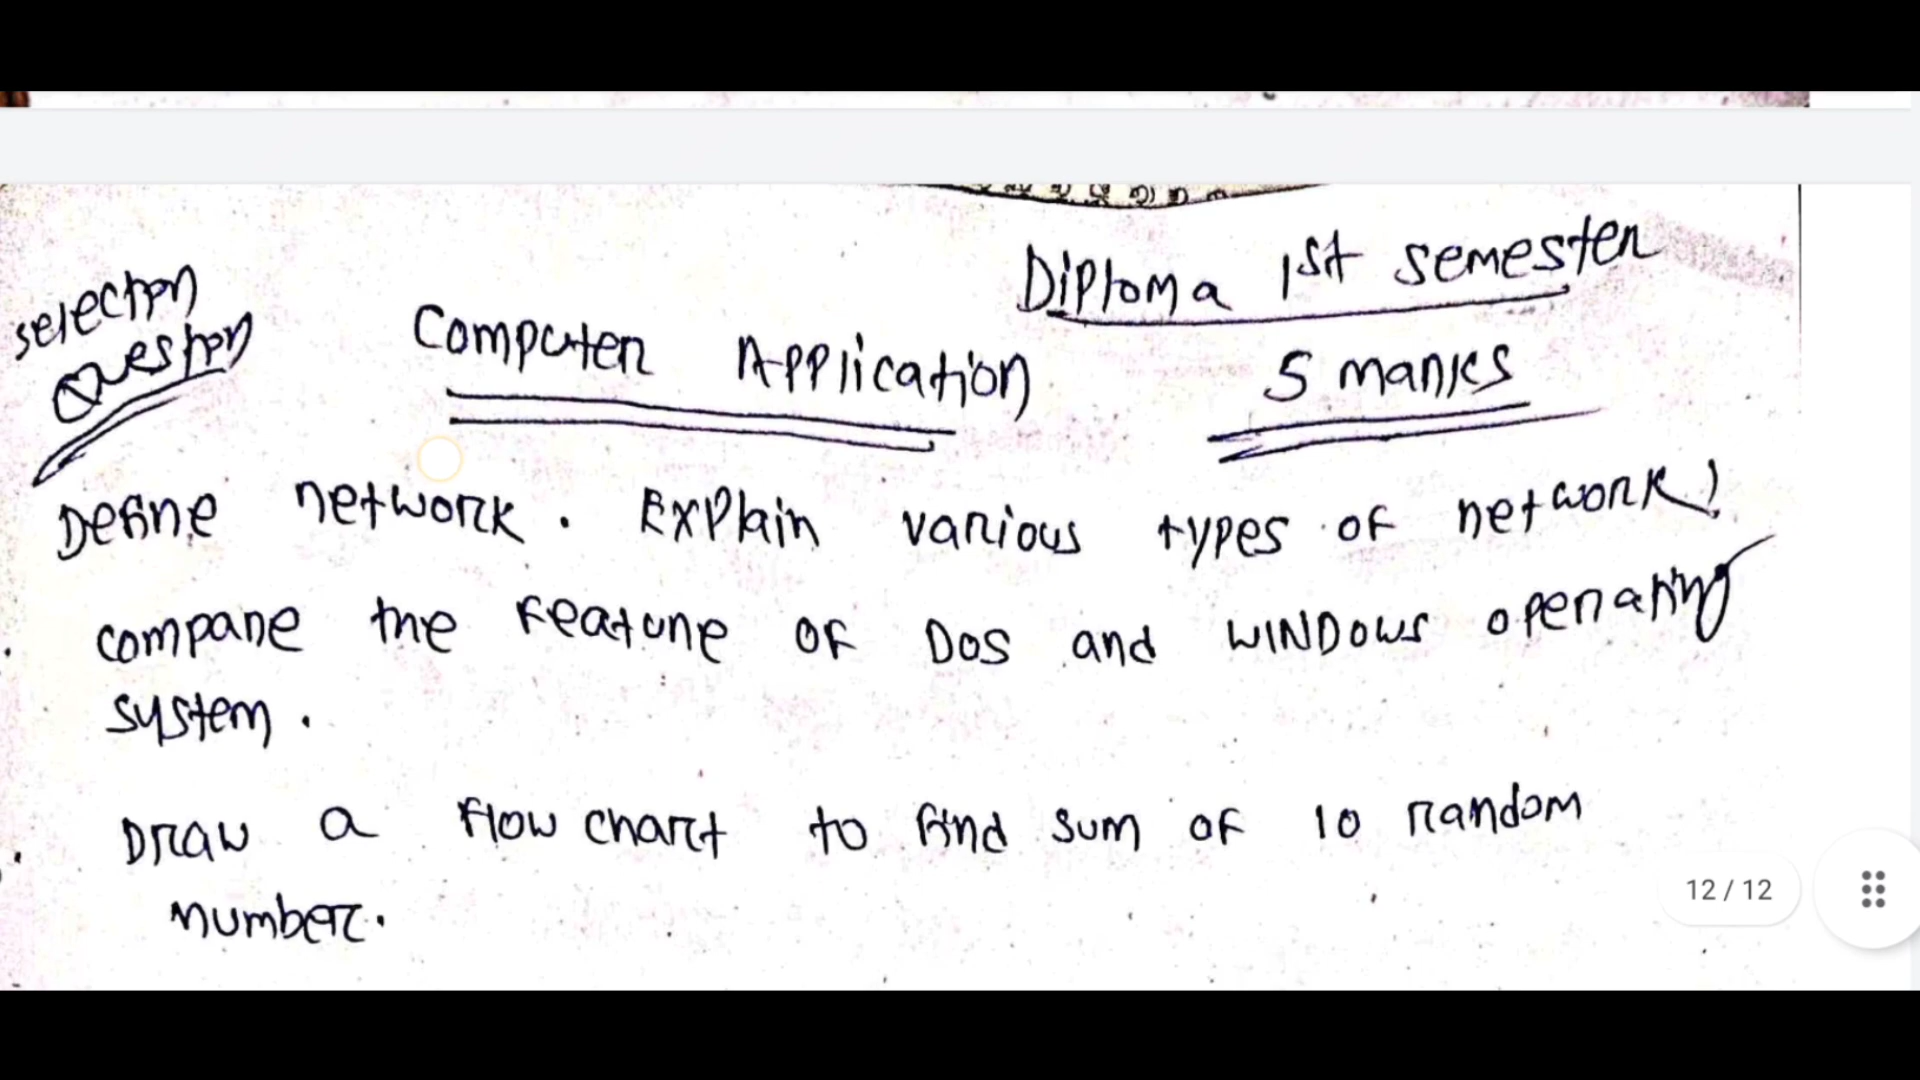 Diploma 1st semester
selection
Question
Computer Application
5 marks
Define network. Explain various types of network!
compare the feature of DOS and WINDOWS operating
system.
Draw a flow chart to find sum of 10 random
number.
12 / 12